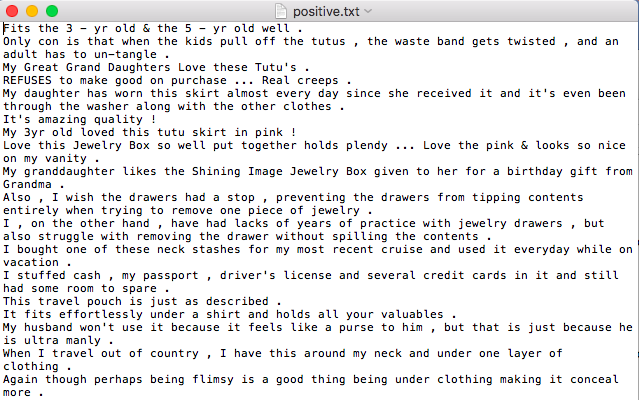 positive.txt
Fits the 3 - yr old & the 5 - yr old well .
Only con is that when the kids pull off the tutus , the waste band gets twisted , and an
adult has to un-tangle .
My Great Grand Daughters Love these Tutu's .
REFUSES to make good on purchase ... Real creeps .
My daughter has worn this skirt almost every day since she received it and it's even been
through the washer along with the other clothes .
It's amazing quality !
My 3yr old loved this tutu skirt in pink !
Love this Jewelry Box so well put together holds plendy ... Love the pink & looks so nice
on my vanity .
My granddaughter likes the Shining Image Jewelry Box given to her for a birthday gift from
Grandma .
Also , I wish the drawers had a stop , preventing the drawers from tipping contents
entirely when trying to remove one piece of jewelry .
I , on the other hand , have had lacks of years of practice with jewelry drawers , but
also struggle with removing the drawer without spilling the contents .
I bought one of these neck stashes for my most recent cruise and used it everyday while on
vacation .
I stuffed cash , my passport , driver's license and several credit cards in it and still
had some room to spare .
This travel pouch is just as described .
It fits effortlessly under a shirt and holds all your valuables .
My husband won't use it because it feels like a purse to him , but that is just because he
is ultra manly .
When I travel out of country , I have this around my neck and under one layer of
clothing .
Again though perhaps being flimsy is a good thing being under clothing making it conceal
more .